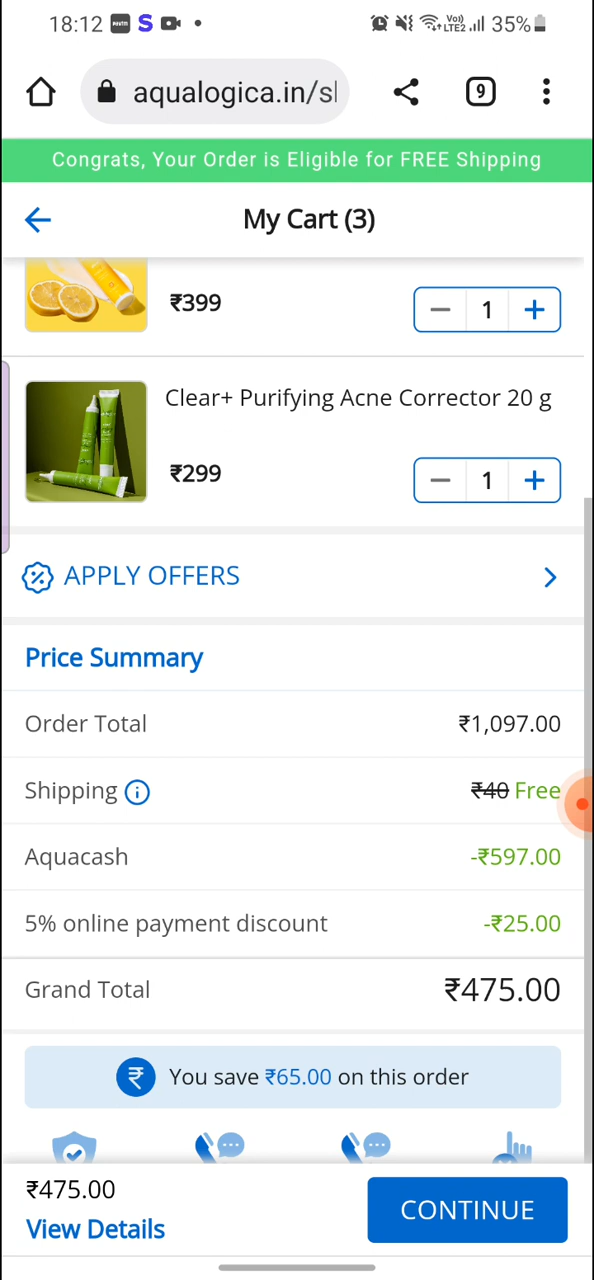 18:12 paytm S Vo)) LTE2 35%
aqualogica.in/sl 9
Congrats, Your Order is Eligible for FREE Shipping
My Cart (3)
₹399 1
Clear+ Purifying Acne Corrector 20 g
₹299 1
APPLY OFFERS
Price Summary
Order Total ₹1,097.00
Shipping ₹40 Free
Aquacash -₹597.00
5% online payment discount -₹25.00
Grand Total ₹475.00
You save ₹65.00 on this order
₹475.00
View Details
CONTINUE